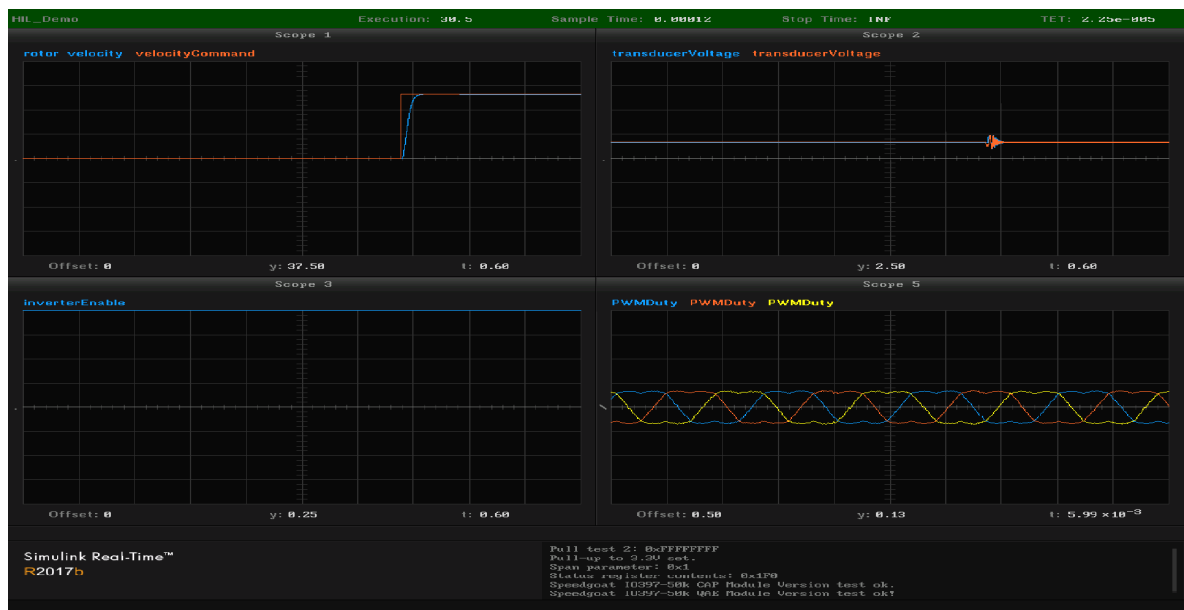 HIL_Demo Execution: 30.5 Sample Time: 0.00012 Stop Time: INF TET: 2.25e-005
Scope 1
rotor velocity velocityCommand
Offset: 0 y: 37.50 t: 0.60
Scope 2
transducerVoltage transducerVoltage
Offset: 0 y: 2.50 t: 0.60
Scope 3
inverterEnable
Offset: 0 y: 0.25 t: 0.60
Scope 5
PWMDuty PWMDuty PWMDuty
Offset: 0.50 y: 0.13 t: 5.99 ×10⁻³
Simulink Real-Time™
R2017b
Pull test 2: 0xFFFFFFFF
Pull-up to 3.3V set.
Span parameter: 0x1
Status register contents: 0x1F0
Speedgoat IO397-50k CAP Module Version test ok.
Speedgoat IO397-50k QAE Module Version test ok!